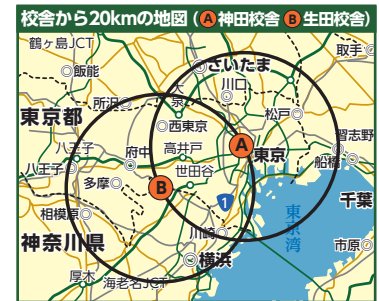 校舎から20kmの地図（A神田校舎 B生田校舎）
鶴ヶ島JCT
取手
飯能
さいたま
川口
大泉
所沢
松戸
東京都
西東京
習志野
八王子
高井戸
A
東京
船橋
府中
八王子
世田谷
多摩
B
千葉
1
相模原
東京湾
川崎
神奈川県
市原
横浜
厚木
海老名JCT